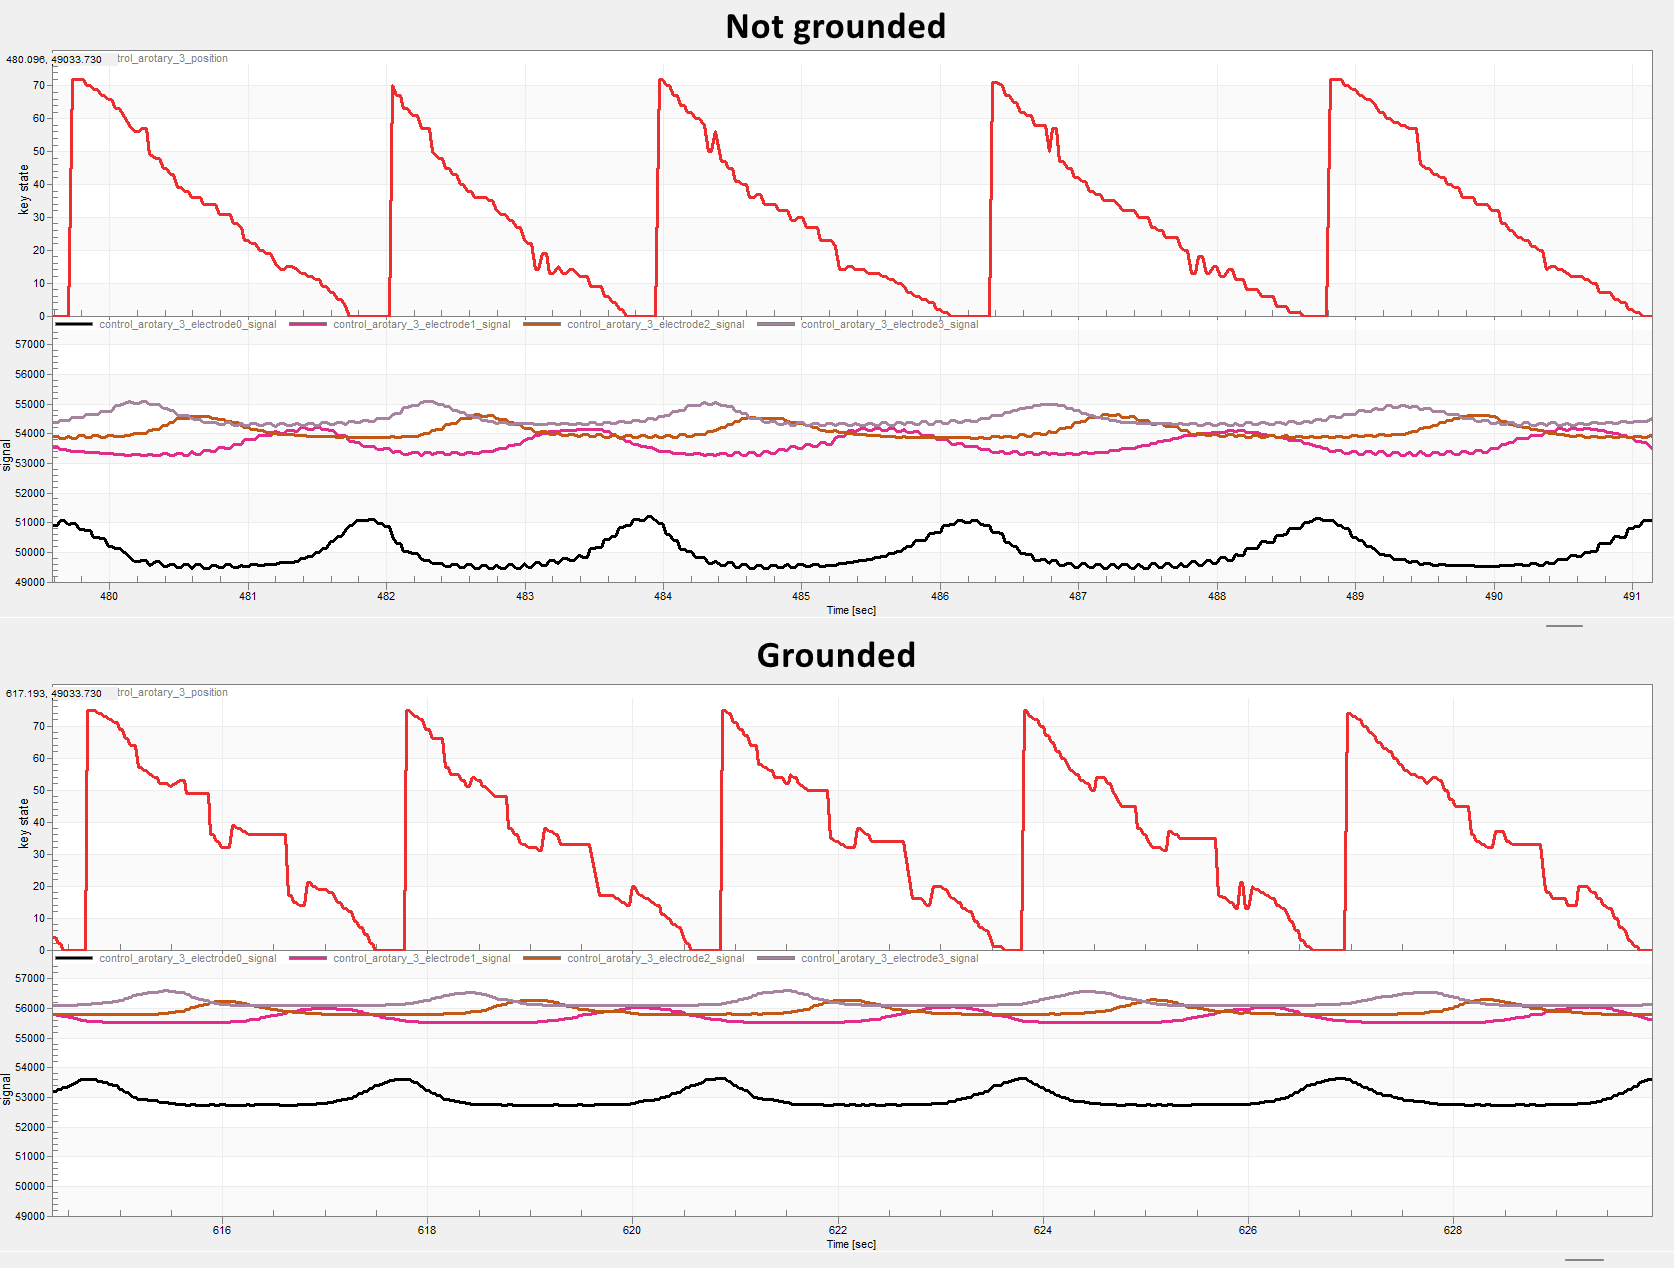 Not grounded
480.096, 49033.730 trol_arotary_3_position
70
60
50
40
30
20
10
0
key state
control_arotary_3_electrode0_signal control_arotary_3_electrode1_signal control_arotary_3_electrode2_signal control_arotary_3_electrode3_signal
57000
56000
55000
54000
53000
52000
51000
50000
49000
signal
480 481 482 483 484 485 486 487 488 489 490 491
Time [sec]
Grounded
617.193, 49033.730 trol_arotary_3_position
70
60
50
40
30
20
10
0
key state
control_arotary_3_electrode0_signal control_arotary_3_electrode1_signal control_arotary_3_electrode2_signal control_arotary_3_electrode3_signal
57000
56000
55000
54000
53000
52000
51000
50000
49000
signal
616 618 620 622 624 626 628
Time [sec]